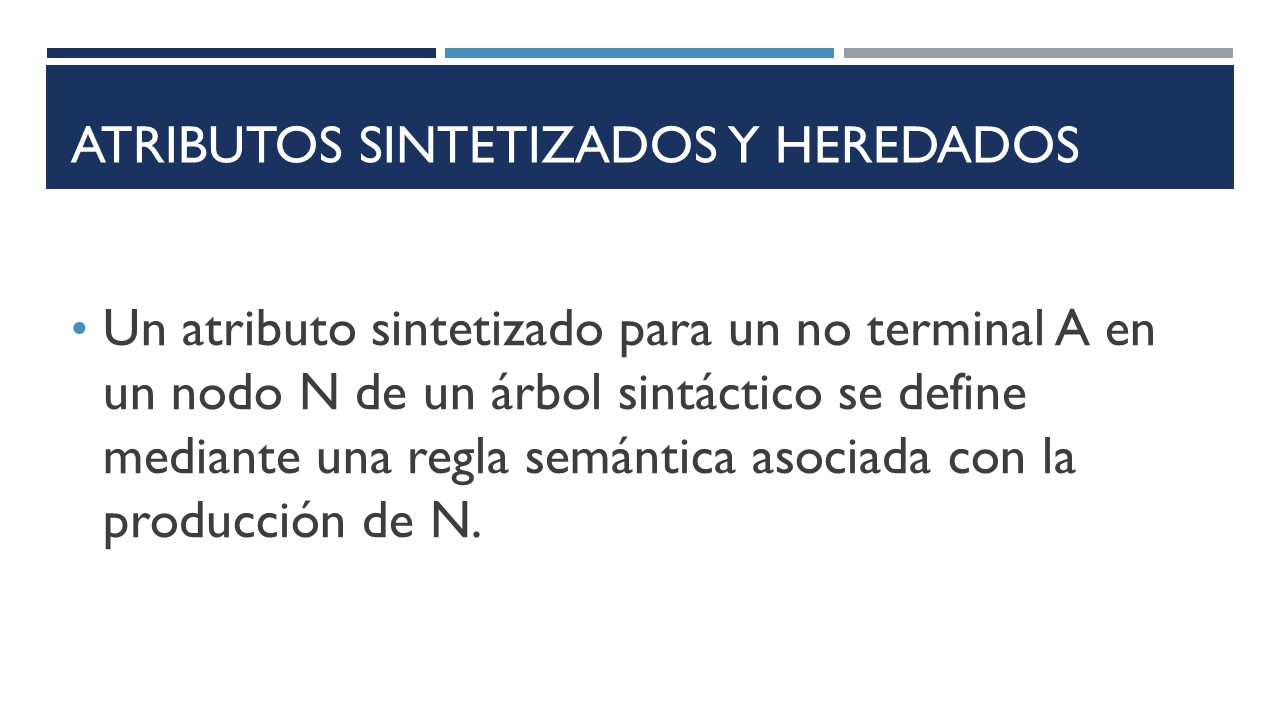 ATRIBUTOS SINTETIZADOS Y HEREDADOS
• Un atributo sintetizado para un no terminal A en
un nodo N de un árbol sintáctico se define
mediante una regla semántica asociada con la
producción de N.